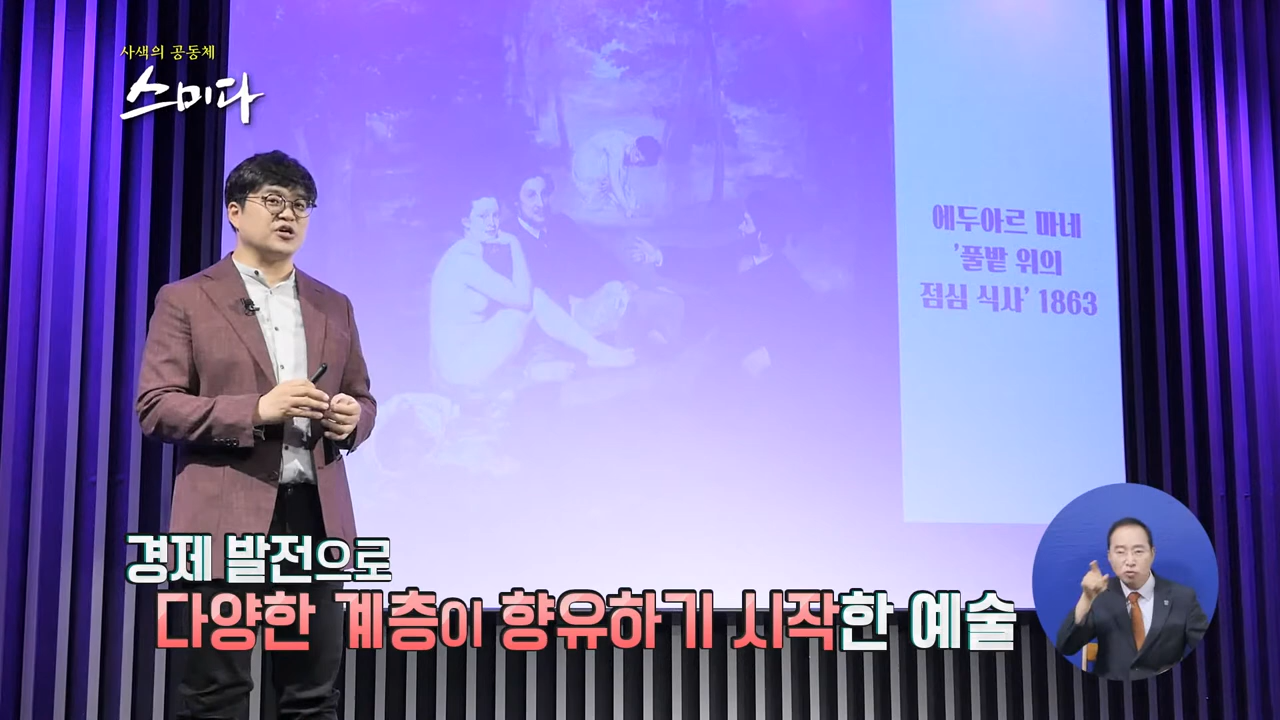 사색의 공동체
스미다
에두아르 마네
'풀밭 위의
점심 식사' 1863
경제 발전으로
다양한 계층이 향유하기 시작한 예술